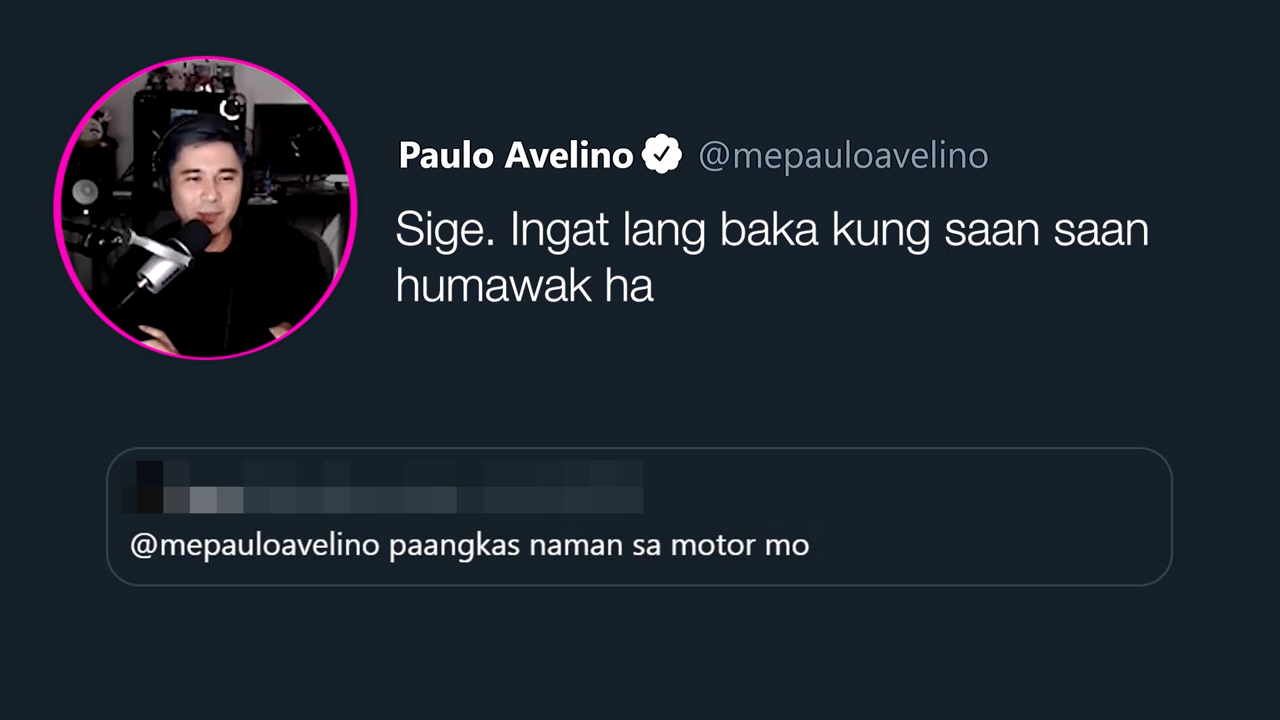 Paulo Avelino @mepauloavelino
Sige. Ingat lang baka kung saan saan
humawak ha
@mepauloavelino paangkas naman sa motor mo